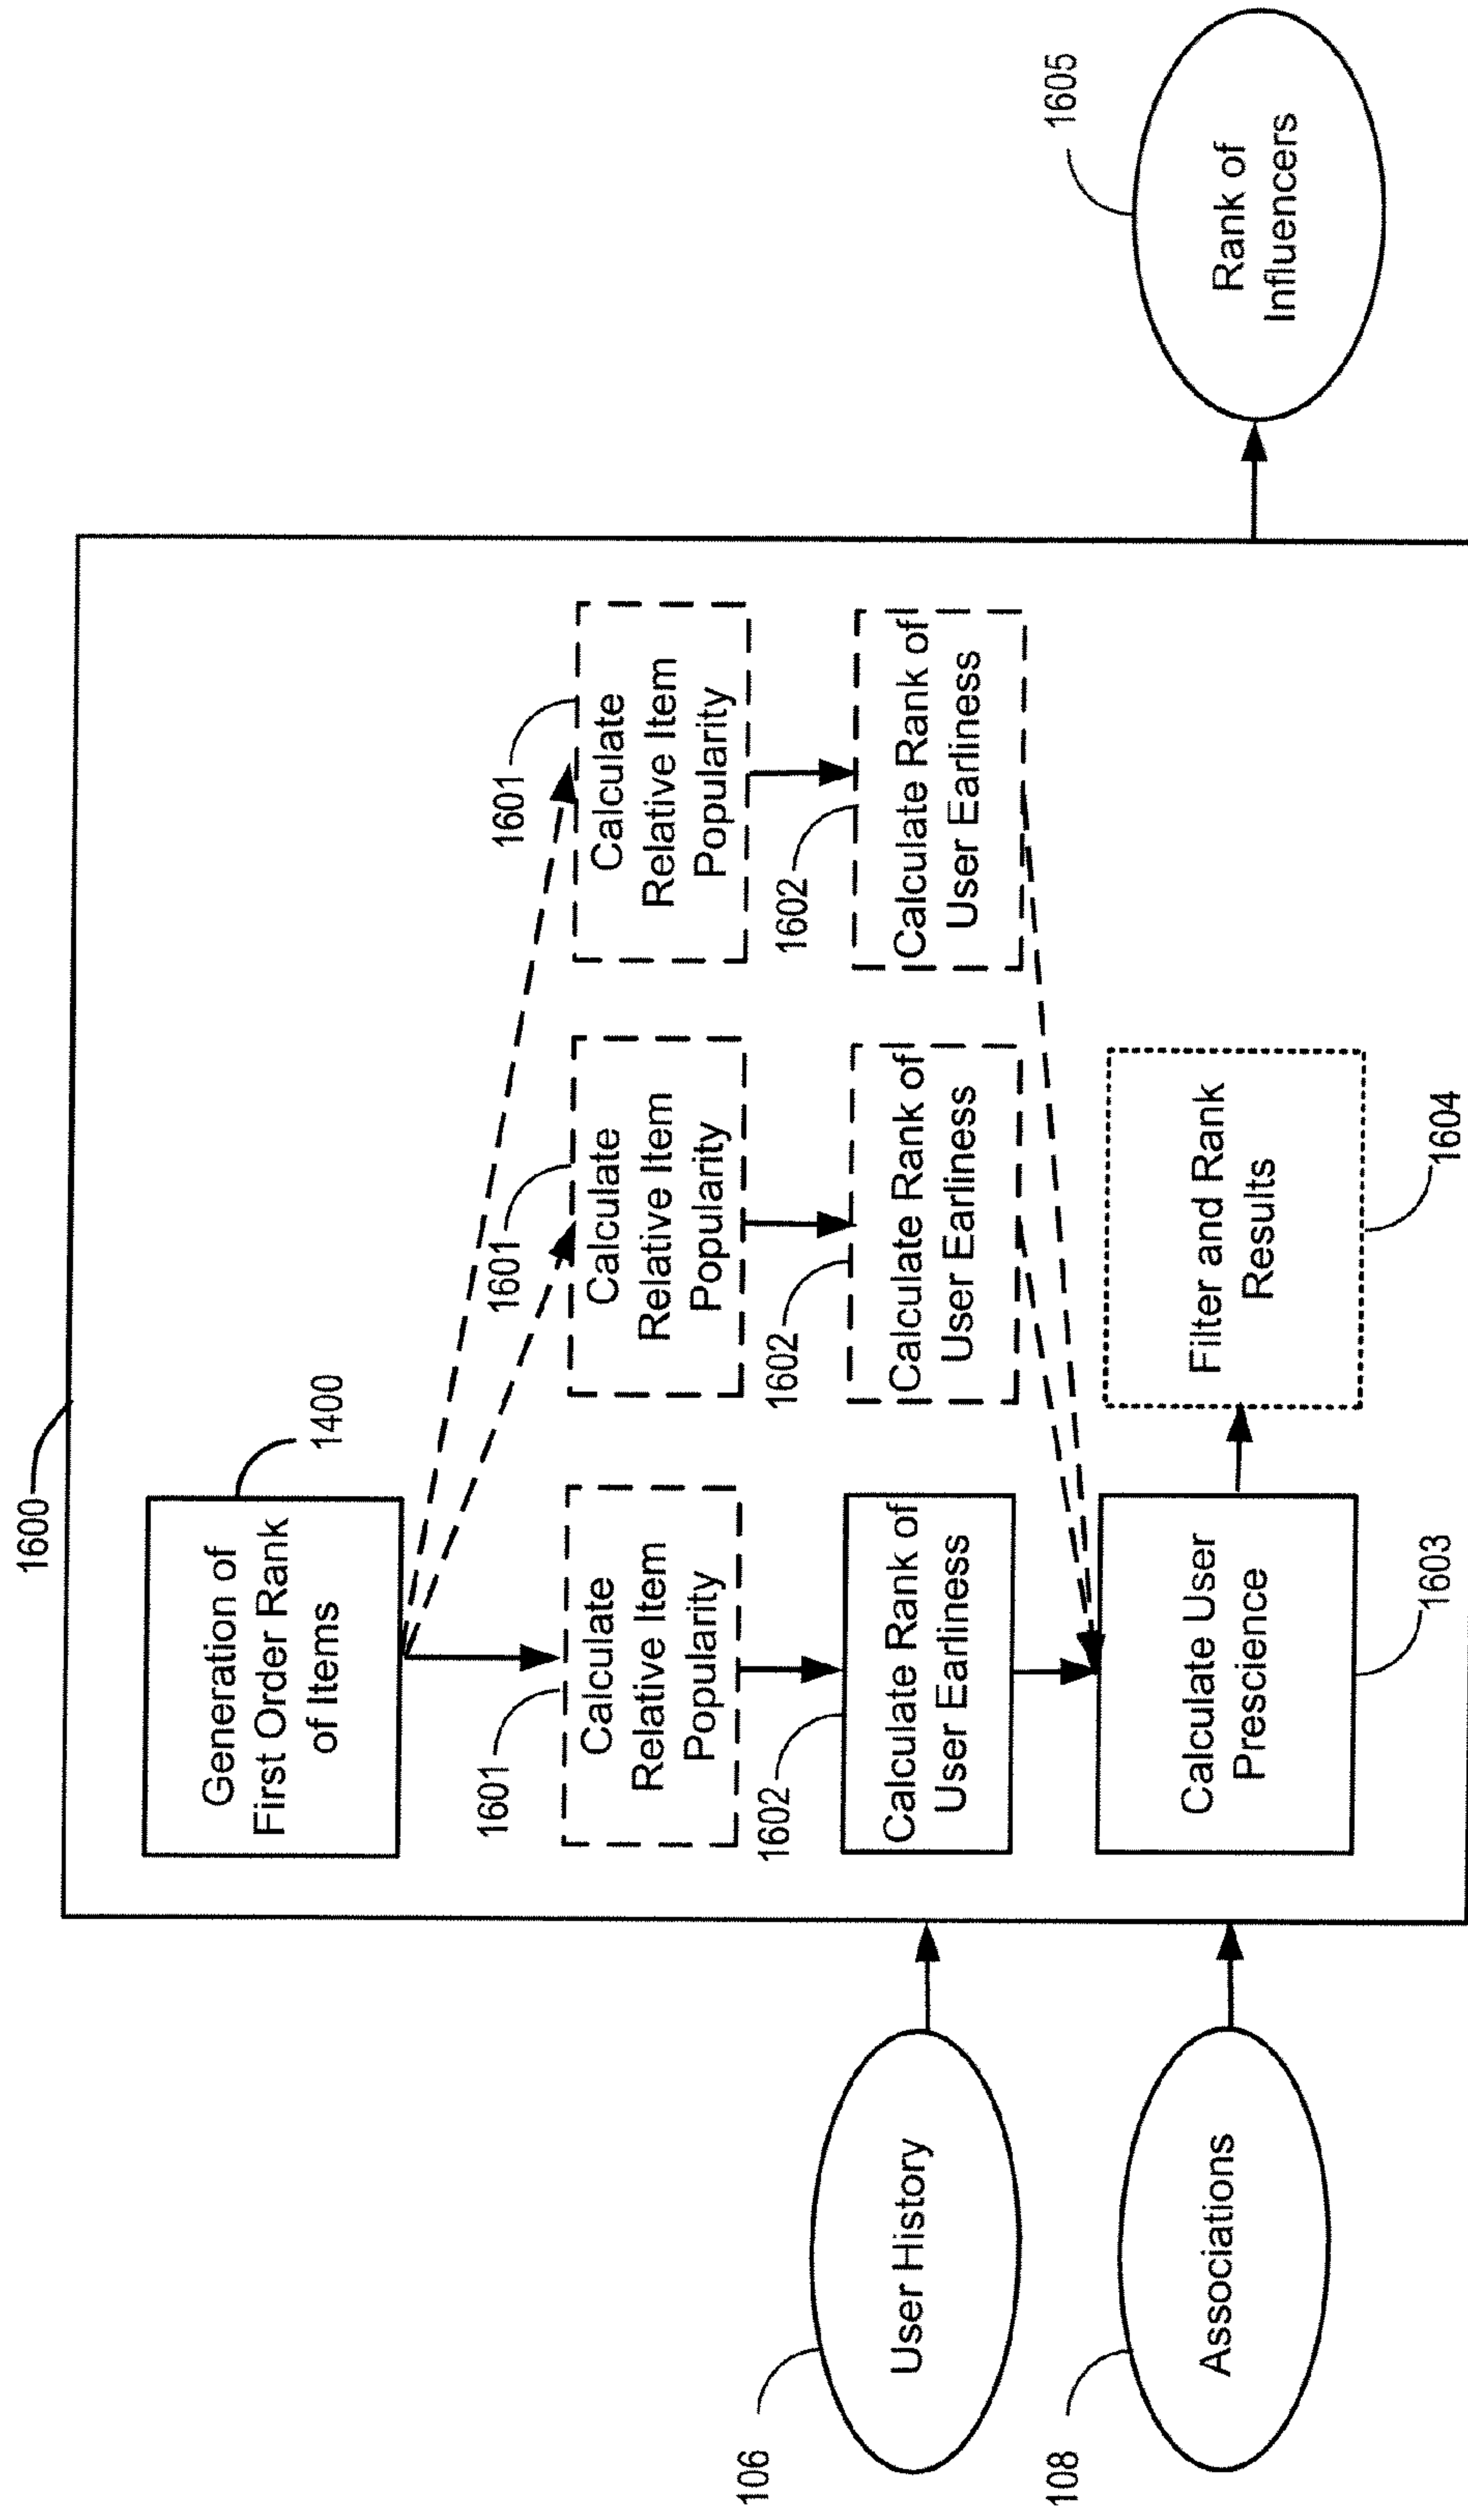 1600
1400
Generation of
First Order Rank
of Items
1601
Calculate
Relative Item
Popularity
1601
Calculate
Relative Item
Popularity
1601
Calculate
Relative Item
Popularity
106
User History
1602
Calculate Rank of
User Earliness
1602
Calculate Rank of
User Earliness
1602
Calculate Rank of
User Earliness
108
Associations
Calculate User
Prescience
1603
Filter and Rank
Results
1604
1605
Rank of
Influencers